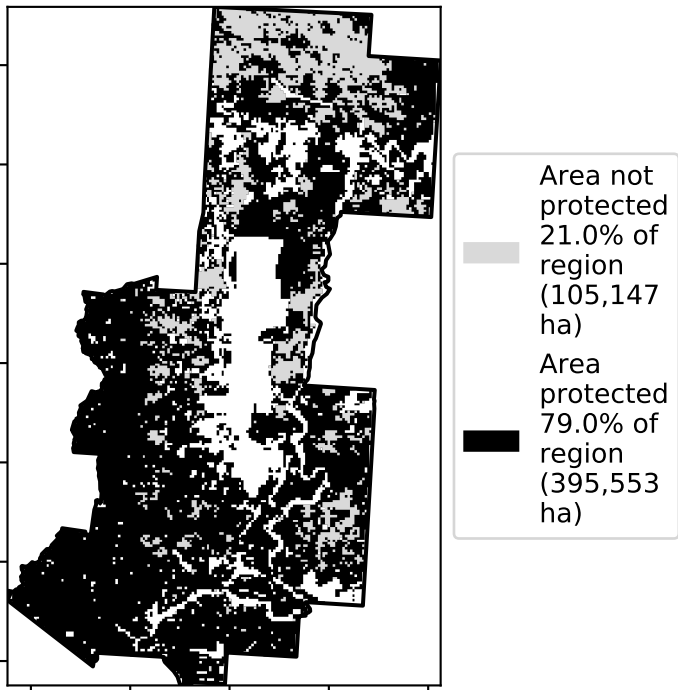 Area not
protected
21.0% of
region
(105,147
ha)
Area
protected
79.0% of
region
(395,553
ha)